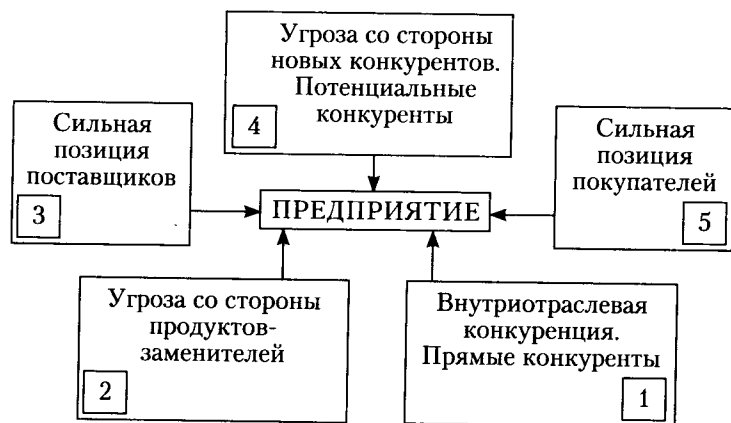 Угроза со стороны
новых конкурентов.
Потенциальные
конкуренты
4
Сильная
позиция
поставщиков
3
Сильная
позиция
покупателей
5
ПРЕДПРИЯТИЕ
Угроза со стороны
продуктов-
заменителей
2
Внутриотраслевая
конкуренция.
Прямые конкуренты
1